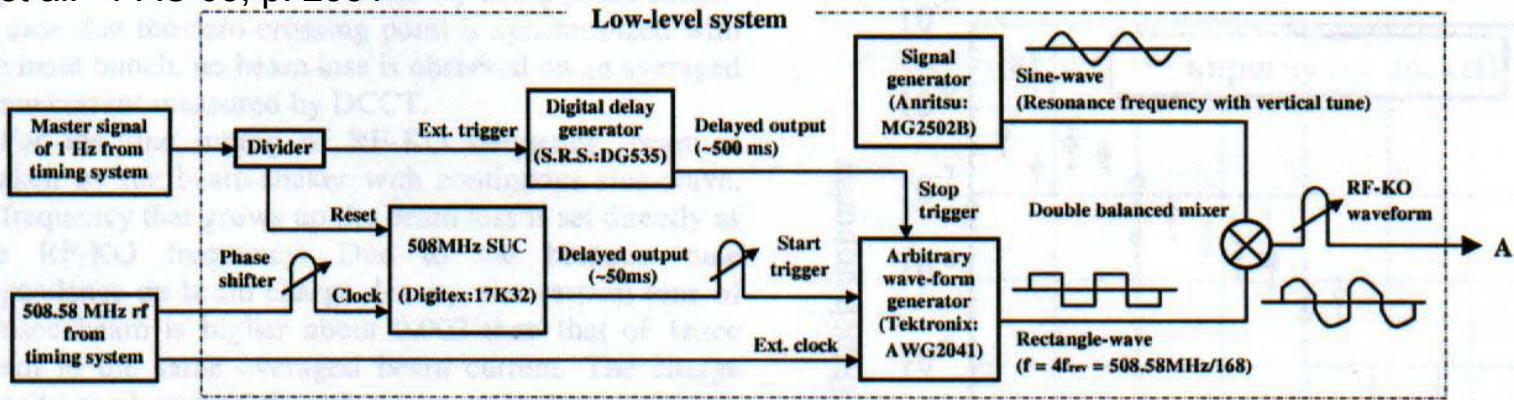 Low-level system
Master signal
of 1 Hz from
timing system
Divider
Ext. trigger
Digital delay
generator
(S.R.S.:DG535)
Delayed output
(~500 ms)
Signal
generator
(Anritsu:
MG2502B)
Sine-wave
(Resonance frequency with vertical tune)
Reset
508MHz SUC
(Digitex:17K32)
Phase
shifter
Clock
Delayed output
(~50ms)
Start
trigger
Stop
trigger
Arbitrary
wave-form
generator
(Tektronix:
AWG2041)
Double balanced mixer
RF-KO
waveform
A
508.58 MHz rf
from
timing system
Ext. clock
Rectangle-wave
(f = 4frev = 508.58MHz/168)